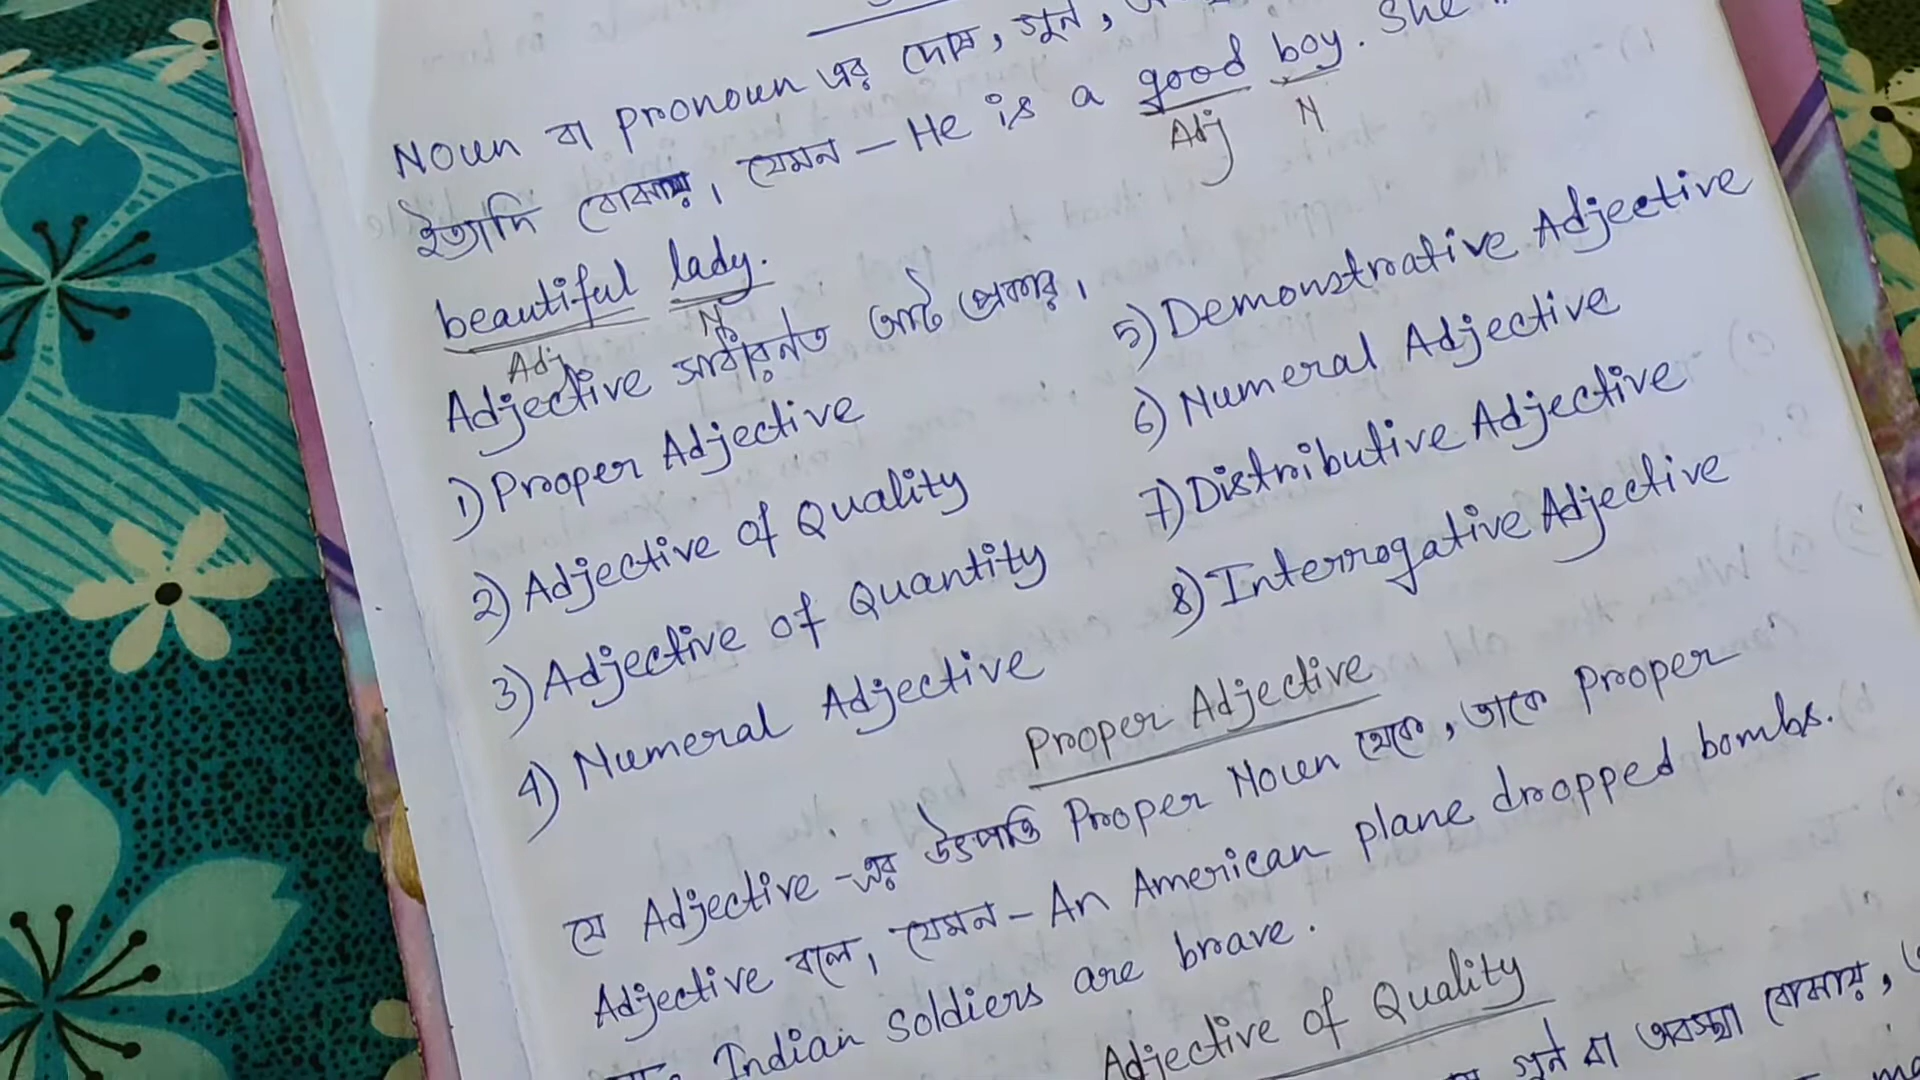 Noun বা pronoun এর দোষ, গুন,
ইত্যাদি বোঝায়, যেমন - He is a good boy. She
Adj N
beautiful lady.
Adj N
Adjective সাধারনত আট প্রকার।
1) Proper Adjective
2) Adjective of Quality
3) Adjective of Quantity
4) Numeral Adjective
5) Demonstrative Adjective
6) Numeral Adjective
7) Distributive Adjective
8) Interrogative Adjective
Proper Adjective
যে Adjective -এর উৎপত্তি Proper Noun থেকে, তাকে Proper
Adjective বলে, যেমন - An American plane dropped bombs.
Indian soldiers are brave.
Adjective of Quality
গুন বা অবস্থা বোঝায়,